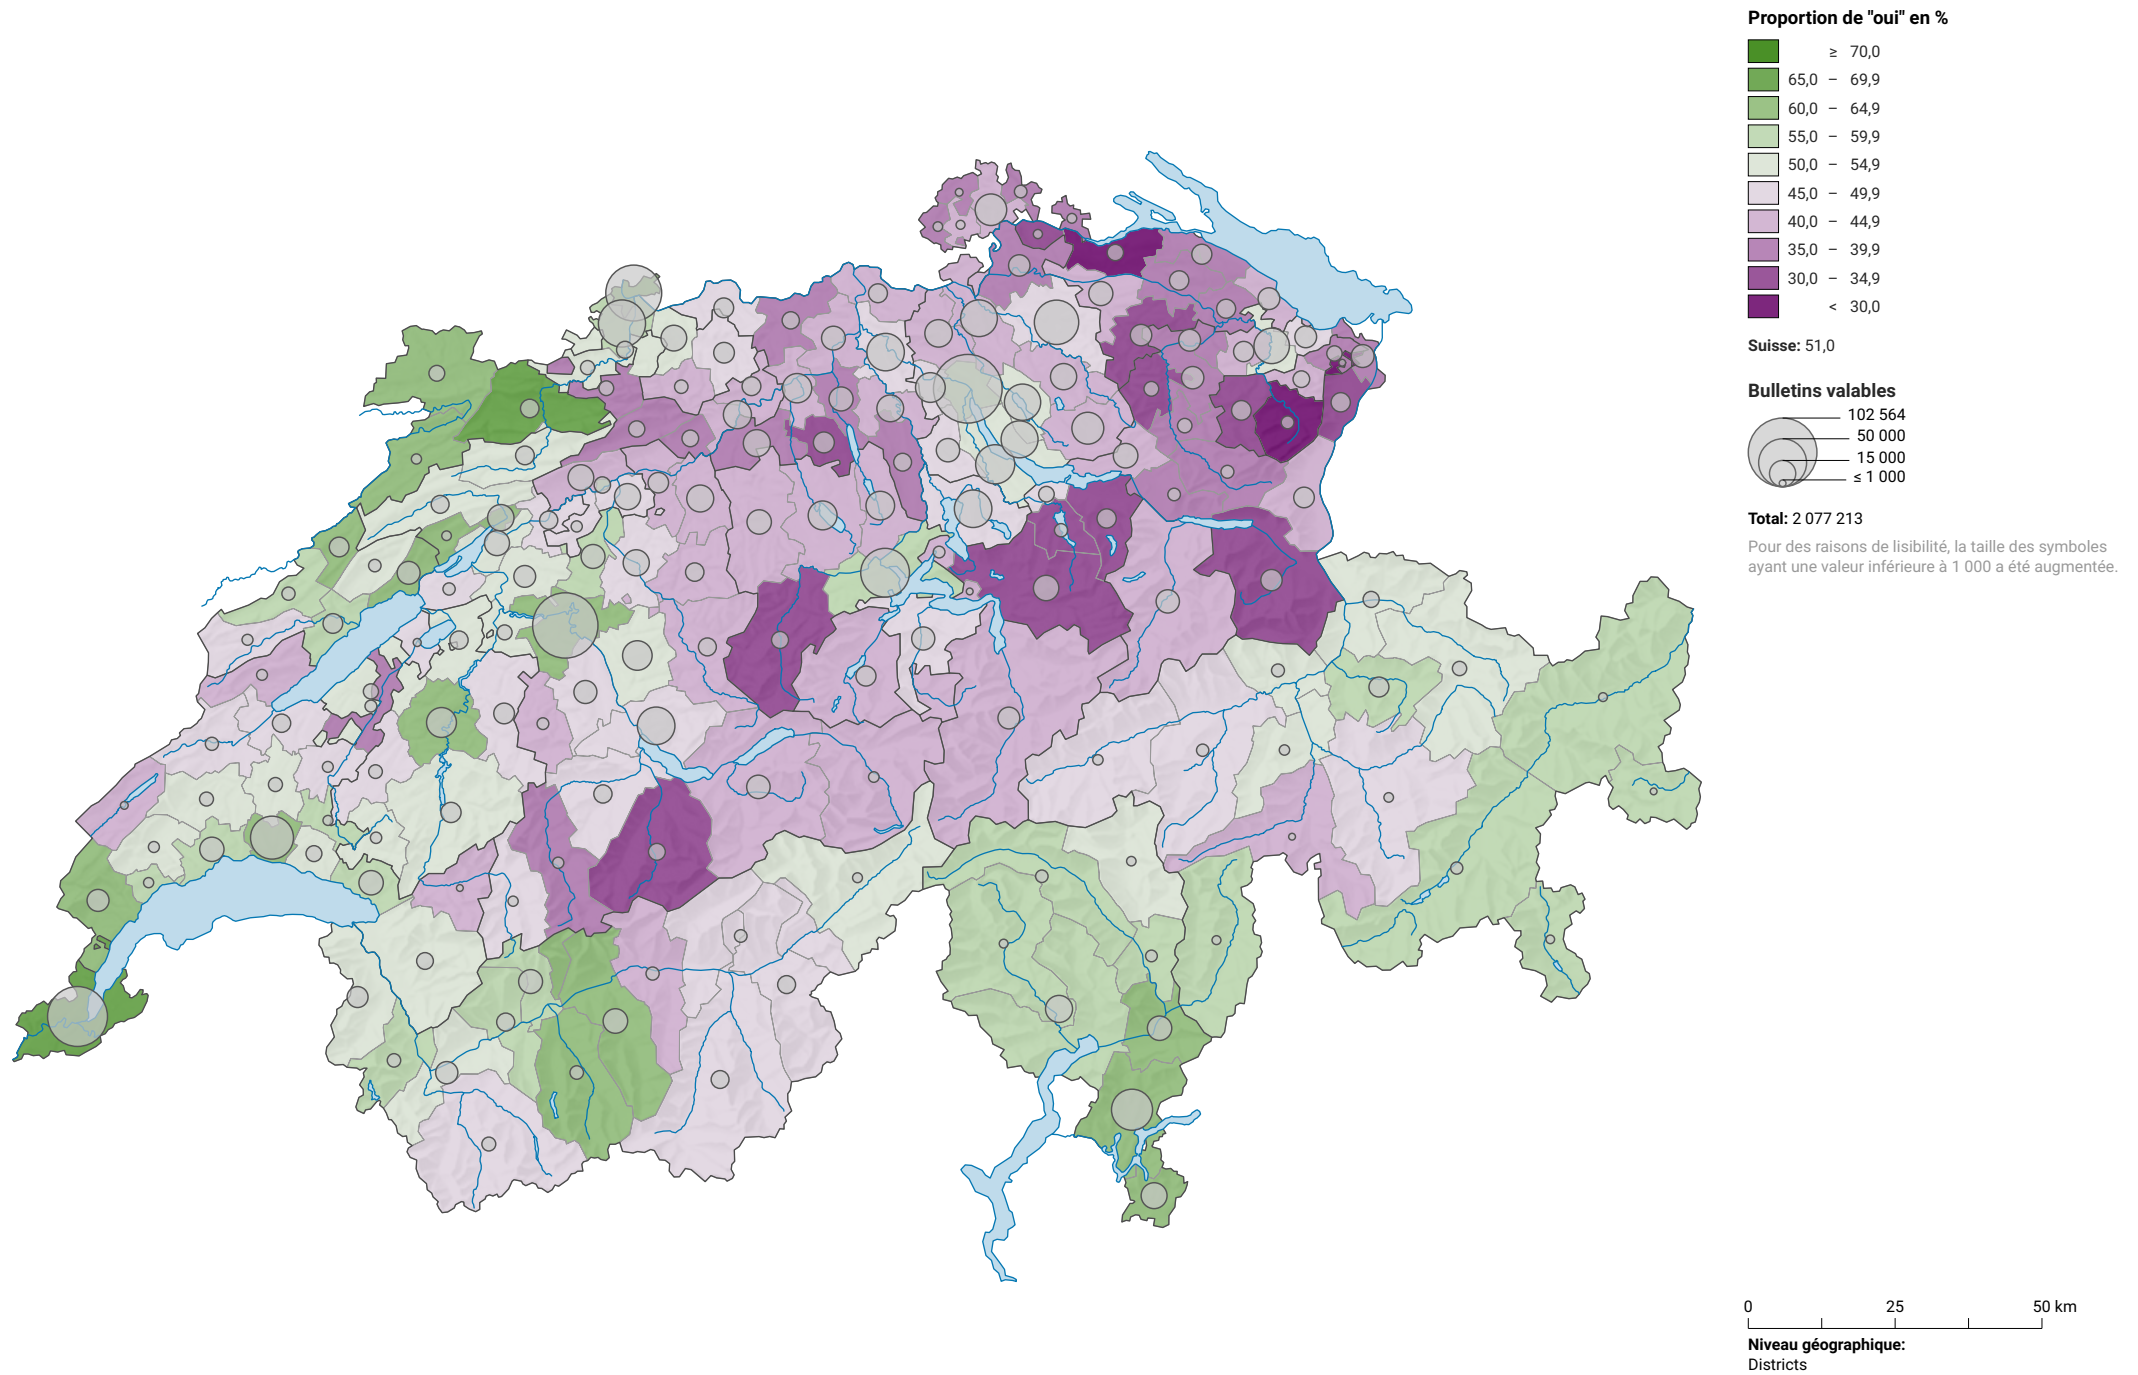 Proportion de "oui" en %
≥ 70,0
65,0 – 69,9
60,0 – 64,9
55,0 – 59,9
50,0 – 54,9
45,0 – 49,9
40,0 – 44,9
35,0 – 39,9
30,0 – 34,9
< 30,0
Suisse: 51,0
Bulletins valables
102 564
50 000
15 000
≤ 1 000
Total: 2 077 213
Pour des raisons de lisibilité, la taille des symboles
ayant une valeur inférieure à 1 000 a été augmentée.
0 25 50 km
Niveau géographique:
Districts